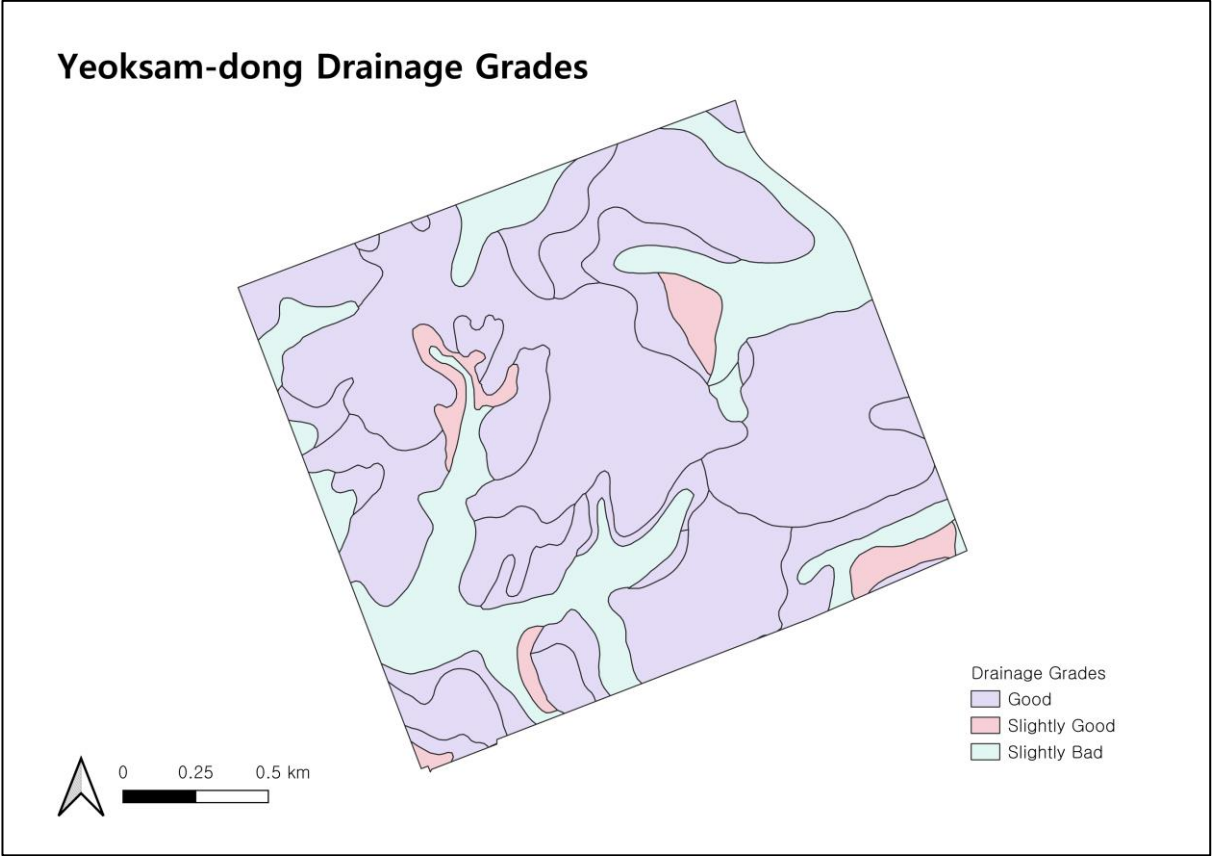 Yeoksam-dong Drainage Grades
Drainage Grades
Good
Slightly Good
Slightly Bad
0 0.25 0.5 km